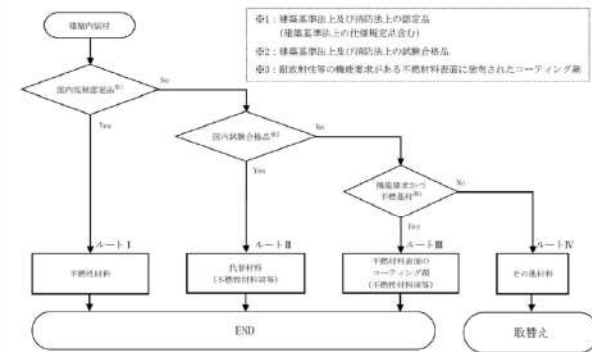 ※1：建築基準法上及び消防法上の認定品
（建築基準法上の仕様規定品含む）
※2：建築基準法上及び消防法上の試験合格品
※3：耐放射性等の機能要求がある不燃材料表面に塗布されたコーティング剤
建屋内装材
国内規制認定品※1
No
Yes
国内試験合格品※2
No
Yes
機能要求かつ
不燃基材※3
No
Yes
ルートⅠ
ルートⅡ
ルートⅢ
ルートⅣ
不燃性材料
代替材料
（不燃性材料同等）
不燃材料表面の
コーティング剤
（不燃性材料同等）
その他材料
END
取替え